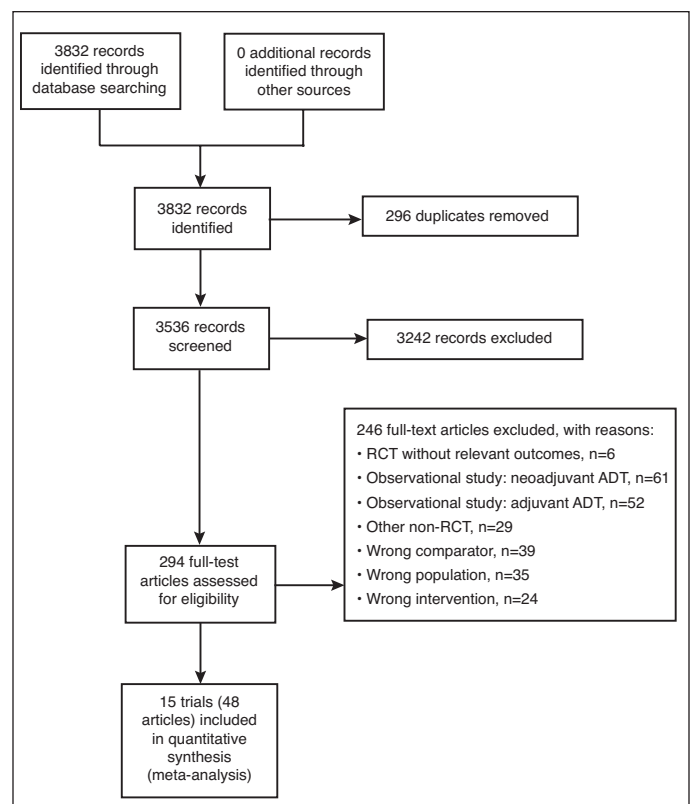 3832 records
identified through
database searching
0 additional records
identified through
other sources
3832 records
identified
296 duplicates removed
3536 records
screened
3242 records excluded
246 full-text articles excluded, with reasons:
• RCT without relevant outcomes, n=6
• Observational study: neoadjuvant ADT, n=61
• Observational study: adjuvant ADT, n=52
• Other non-RCT, n=29
• Wrong comparator, n=39
• Wrong population, n=35
• Wrong intervention, n=24
294 full-test
articles assessed
for eligibility
15 trials (48
articles) included
in quantitative
synthesis
(meta-analysis)